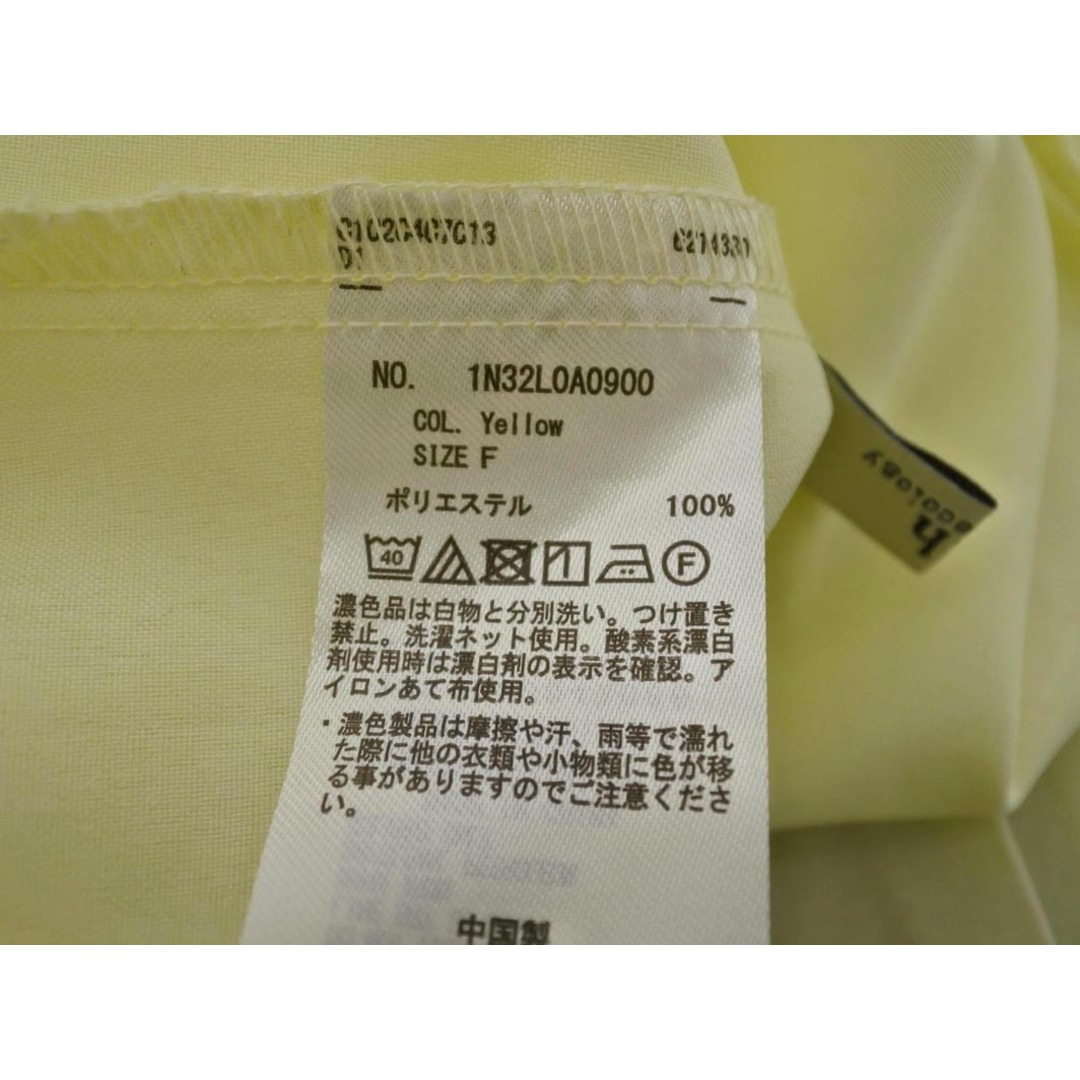 D1
NO. 1N32L0A0900
COL. Yellow
SIZE F
ポリエステル 100%
40 F
濃色品は白物と分別洗い。つけ置き
禁止。洗濯ネット使用。酸素系漂白
剤使用時は漂白剤の表示を確認。ア
イロンあて布使用。
・濃色製品は摩擦や汗、雨等で濡れ
た際に他の衣類や小物類に色が移
る事がありますのでご注意くださ
い。
中国製
h